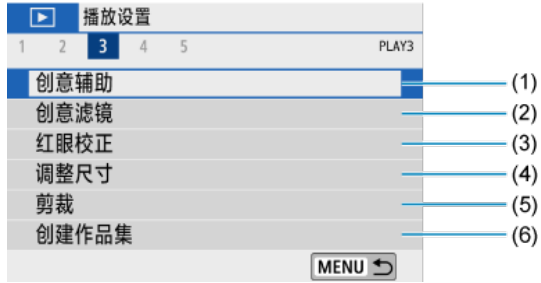 播放设置
1 2 3 4 5 PLAY3
创意辅助 (1)
创意滤镜 (2)
红眼校正 (3)
调整尺寸 (4)
剪裁 (5)
创建作品集 (6)
MENU